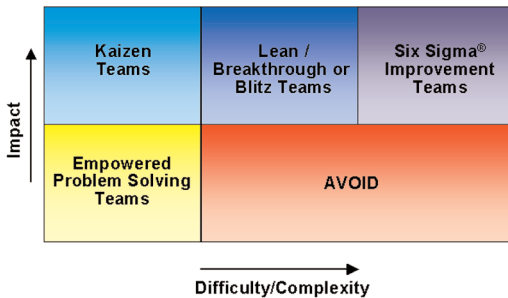 Kaizen
Teams
Lean /
Breakthrough or
Blitz Teams
Six Sigma®
Improvement
Teams
Impact
Empowered
Problem Solving
Teams
AVOID
Difficulty/Complexity